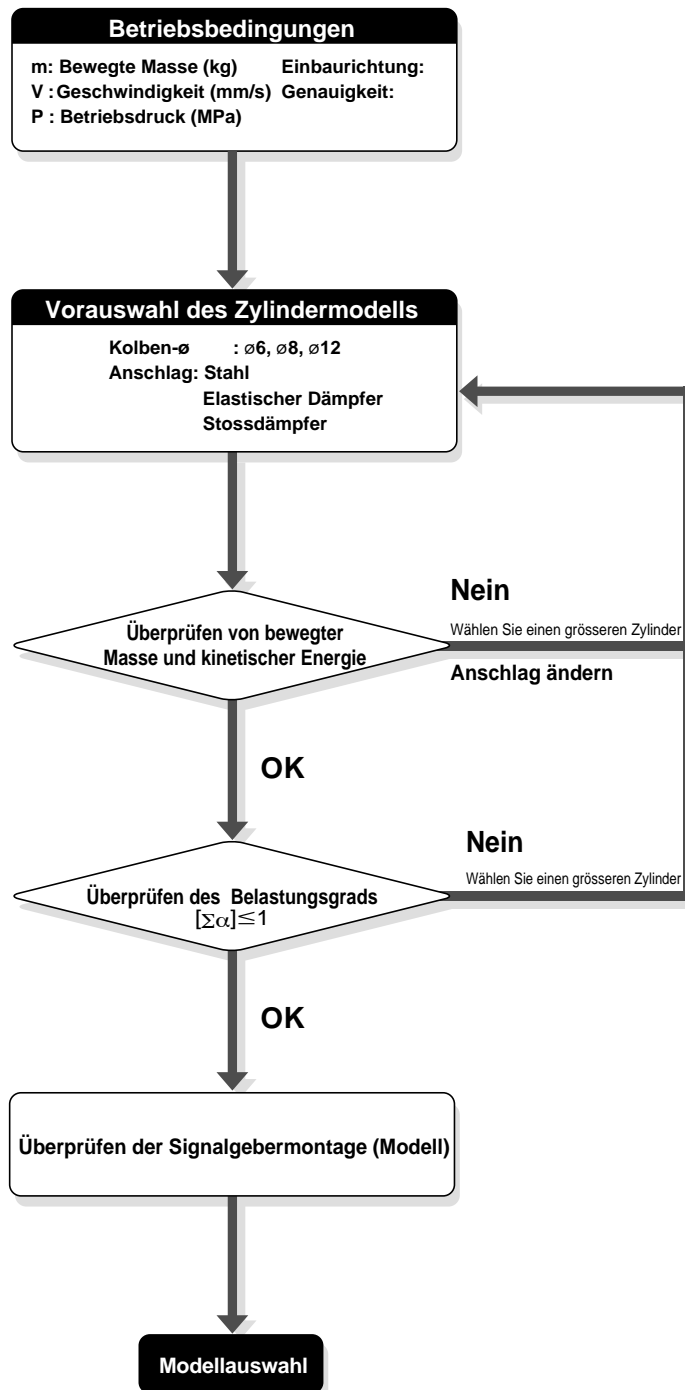 Betriebsbedingungen
m: Bewegte Masse (kg) Einbaurichtung:
V : Geschwindigkeit (mm/s) Genauigkeit:
P : Betriebsdruck (MPa)
Vorauswahl des Zylindermodells
Kolben-ø : ø6, ø8, ø12
Anschlag: Stahl
Elastischer Dämpfer
Stossdämpfer
Nein
Wählen Sie einen grösseren Zylinder
Überprüfen von bewegter
Masse und kinetischer Energie
Anschlag ändern
OK
Nein
Wählen Sie einen grösseren Zylinder
Überprüfen des Belastungsgrads
[Σα]≦1
OK
Überprüfen der Signalgebermontage (Modell)
Modellauswahl